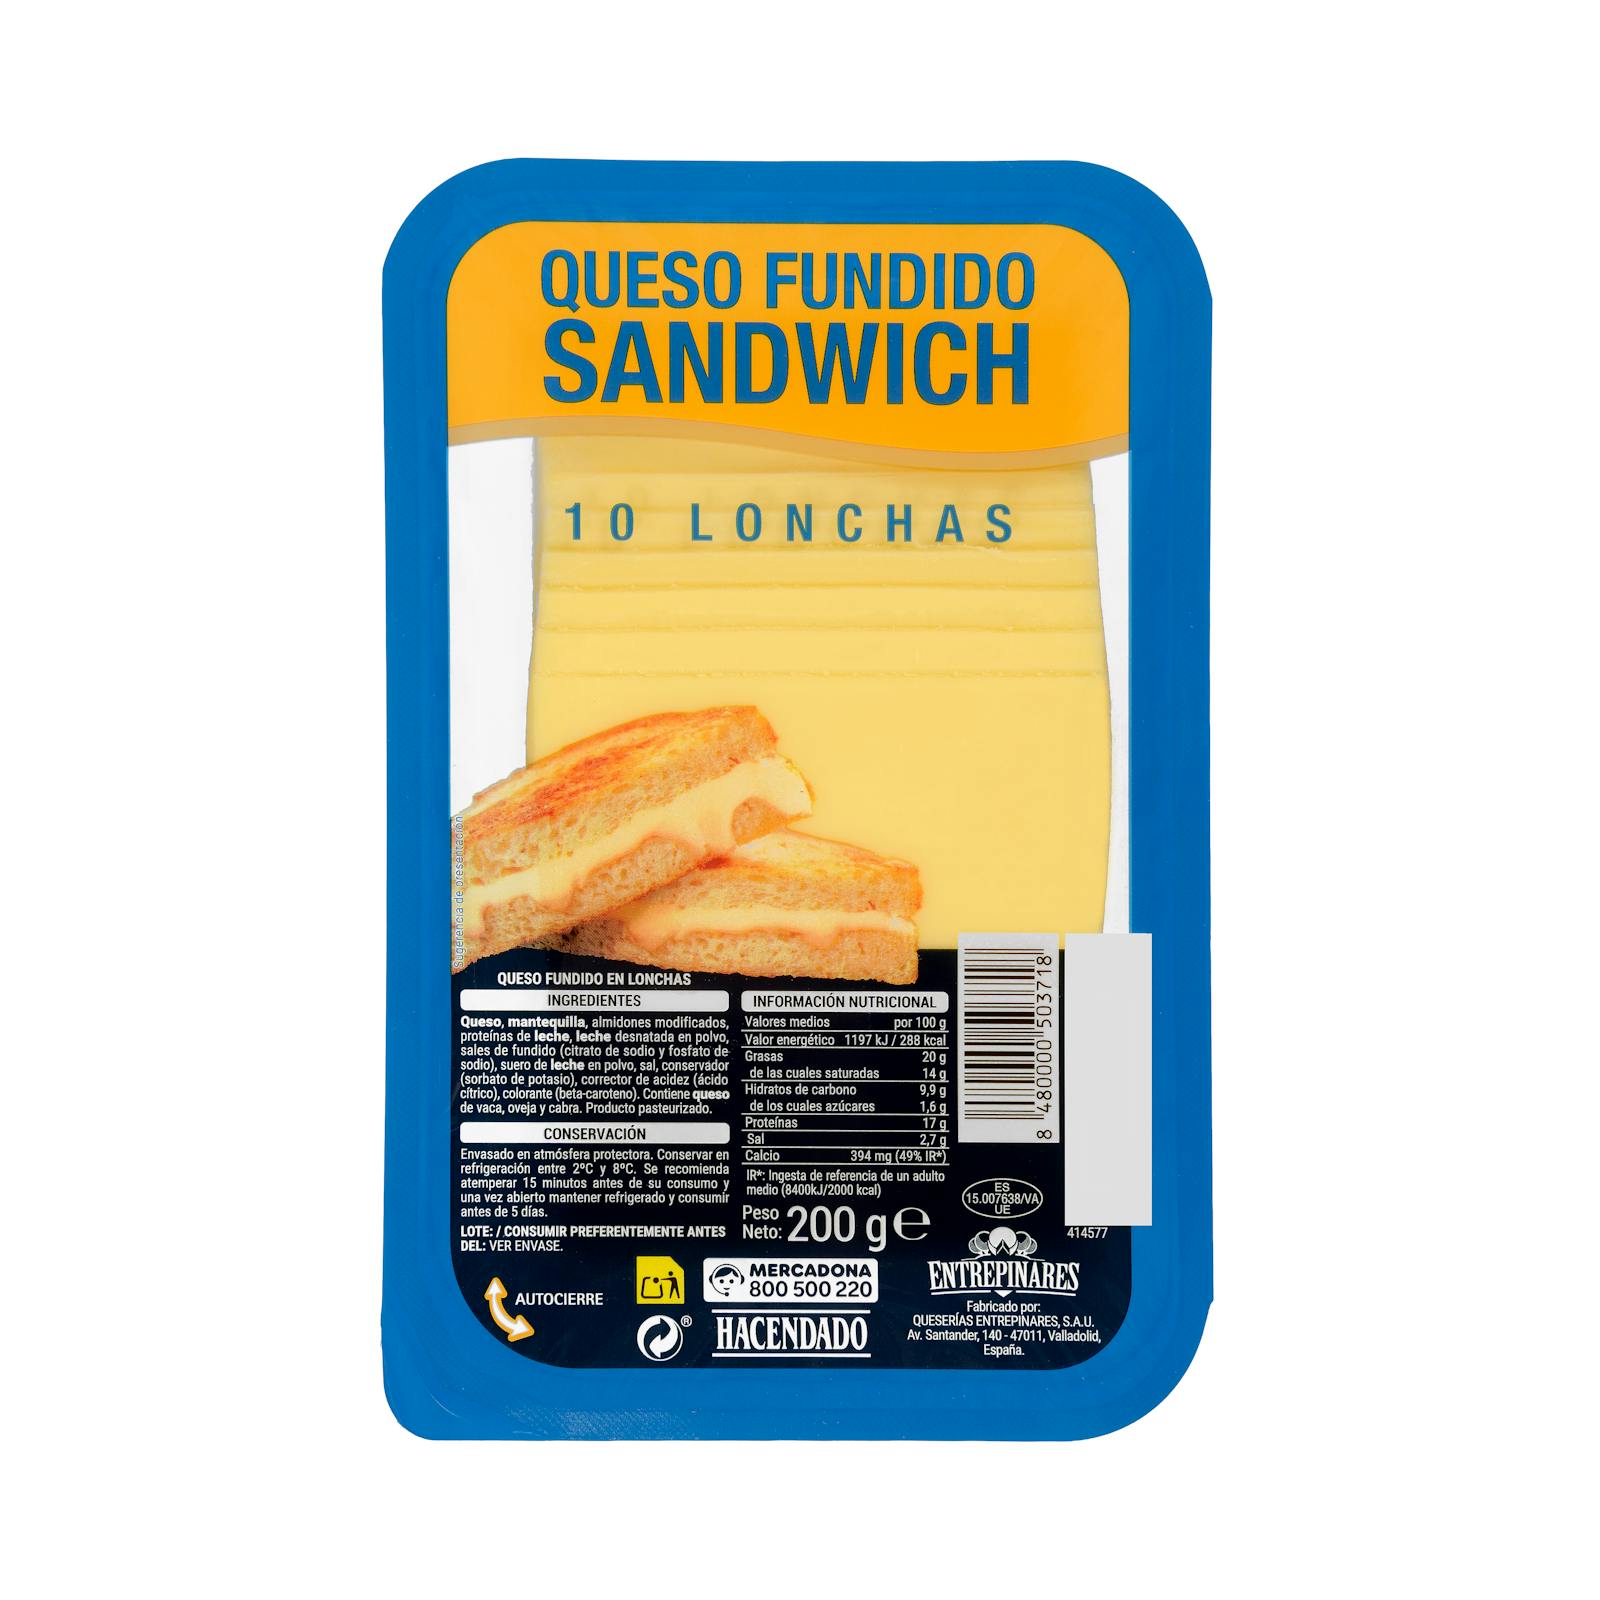 QUESO FUNDIDO
SANDWICH
10 LONCHAS
Sugerencia de presentación
QUESO FUNDIDO EN LONCHAS
INGREDIENTES
Queso, mantequilla, almidones modificados,
proteínas de leche, leche desnatada en polvo,
sales de fundido (citrato de sodio y fosfato de
sodio), suero de leche en polvo, sal, conservador
(sorbato de potasio), corrector de acidez (ácido
cítrico), colorante (beta-caroteno). Contiene queso
de vaca, oveja y cabra. Producto pasteurizado.
CONSERVACIÓN
Envasado en atmósfera protectora. Conservar en
refrigeración entre 2ºC y 8ºC. Se recomienda
atemperar 15 minutos antes de su consumo y
una vez abierto mantener refrigerado y consumir
antes de 5 días.
LOTE: / CONSUMIR PREFERENTEMENTE ANTES
DEL: VER ENVASE.
AUTOCIERRE
INFORMACIÓN NUTRICIONAL
Valores medios por 100 g
Valor energético 1197 kJ / 288 kcal
Grasas 20 g
de las cuales saturadas 14 g
Hidratos de carbono 9,9 g
de los cuales azúcares 1,6 g
Proteínas 17 g
Sal 2,7 g
Calcio 394 mg (49% IR*)
IR*: Ingesta de referencia de un adulto
medio (8400kJ/2000 kcal)
Peso
Neto: 200 g e
MERCADONA
800 500 220
®
HACENDADO
8 480000 503718
ES
15.007638/VA
UE
414577
ENTREPINARES
Fabricado por:
QUESERÍAS ENTREPINARES, S.A.U.
Av. Santander, 140 - 47011, Valladolid,
España.